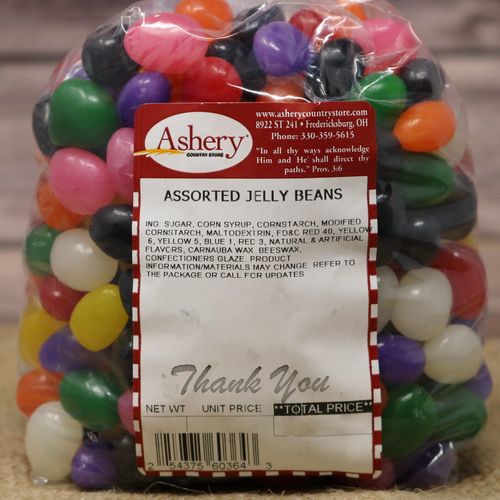 Ashery
COUNTRY STORE
www.asherycountrystore.com
8922 ST 241 • Fredericksburg, OH
Phone: 330-359-5615
"In all thy ways acknowledge
Him and He shall direct thy
paths." Prov. 3:6
ASSORTED JELLY BEANS
ING: SUGAR, CORN SYRUP, CORNSTARCH, MODIFIED
CORNSTARCH, MALTODEXTRIN, FD&C RED 40, YELLOW
6, YELLOW 5, BLUE 1, RED 3, NATURAL & ARTIFICIAL
FLAVORS, CARNAUBA WAX, BEESWAX,
CONFECTIONERS GLAZE. PRODUCT
INFORMATION/MATERIALS MAY CHANGE. REFER TO
THE PACKAGE OR CALL FOR UPDATES.
Thank You
NET WT UNIT PRICE **TOTAL PRICE**
2 54375 60364 3